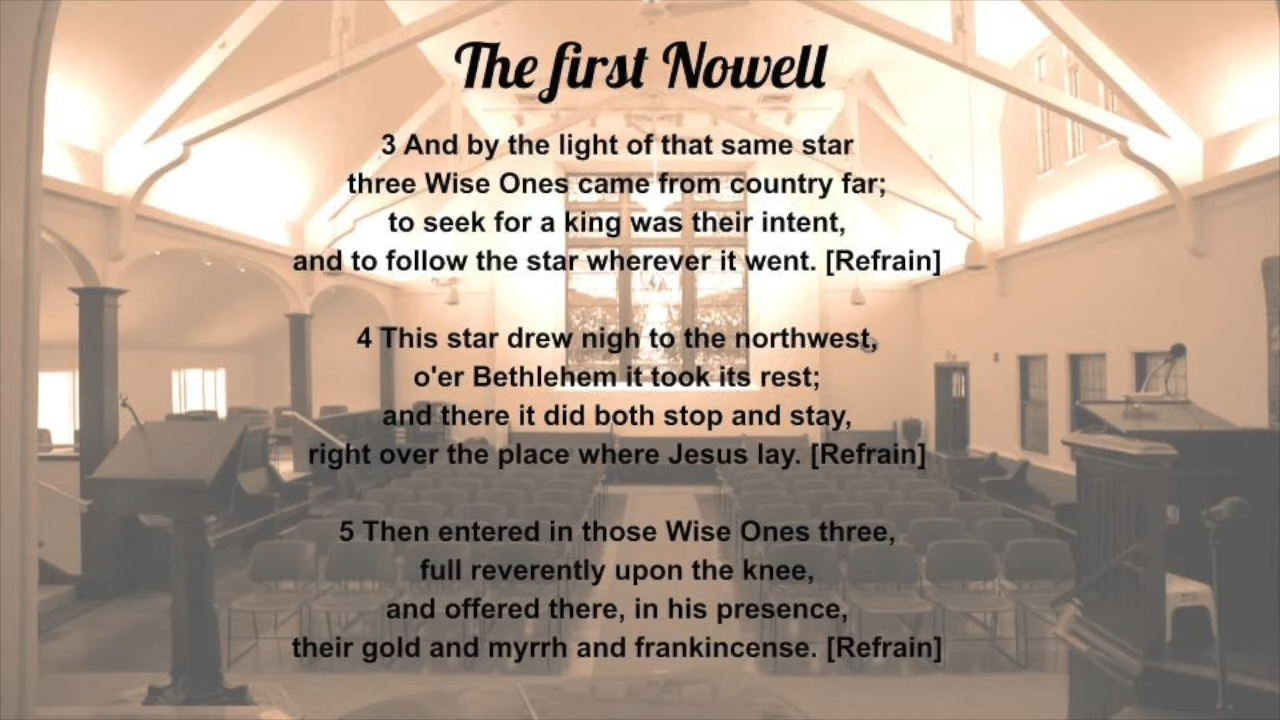 The first Nowell
3 And by the light of that same star
three Wise Ones came from country far;
to seek for a king was their intent,
and to follow the star wherever it went. [Refrain]
4 This star drew nigh to the northwest,
o'er Bethlehem it took its rest;
and there it did both stop and stay,
right over the place where Jesus lay. [Refrain]
5 Then entered in those Wise Ones three,
full reverently upon the knee,
and offered there, in his presence,
their gold and myrrh and frankincense. [Refrain]